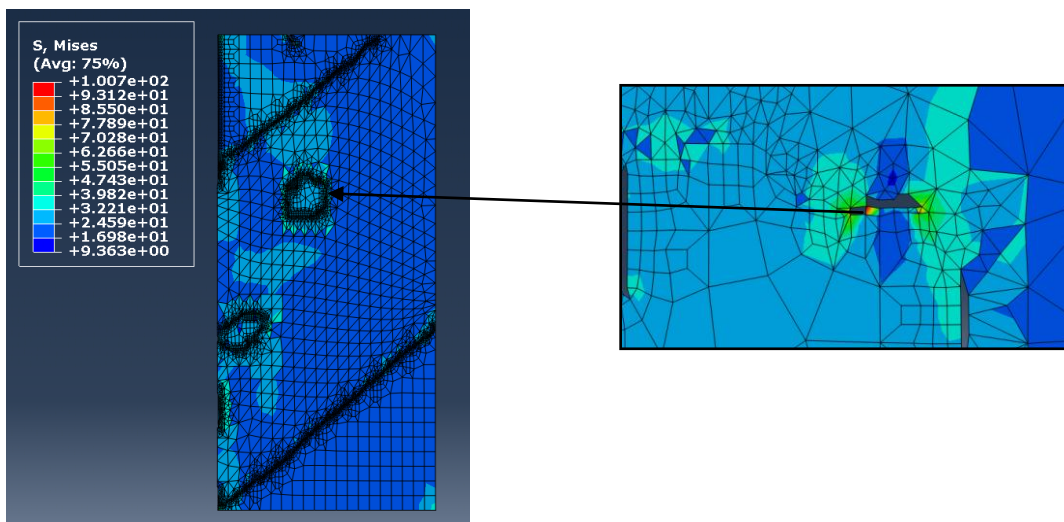 S, Mises
(Avg: 75%)
+1.007e+02
+9.312e+01
+8.550e+01
+7.789e+01
+7.028e+01
+6.266e+01
+5.505e+01
+4.743e+01
+3.982e+01
+3.221e+01
+2.459e+01
+1.698e+01
+9.363e+00